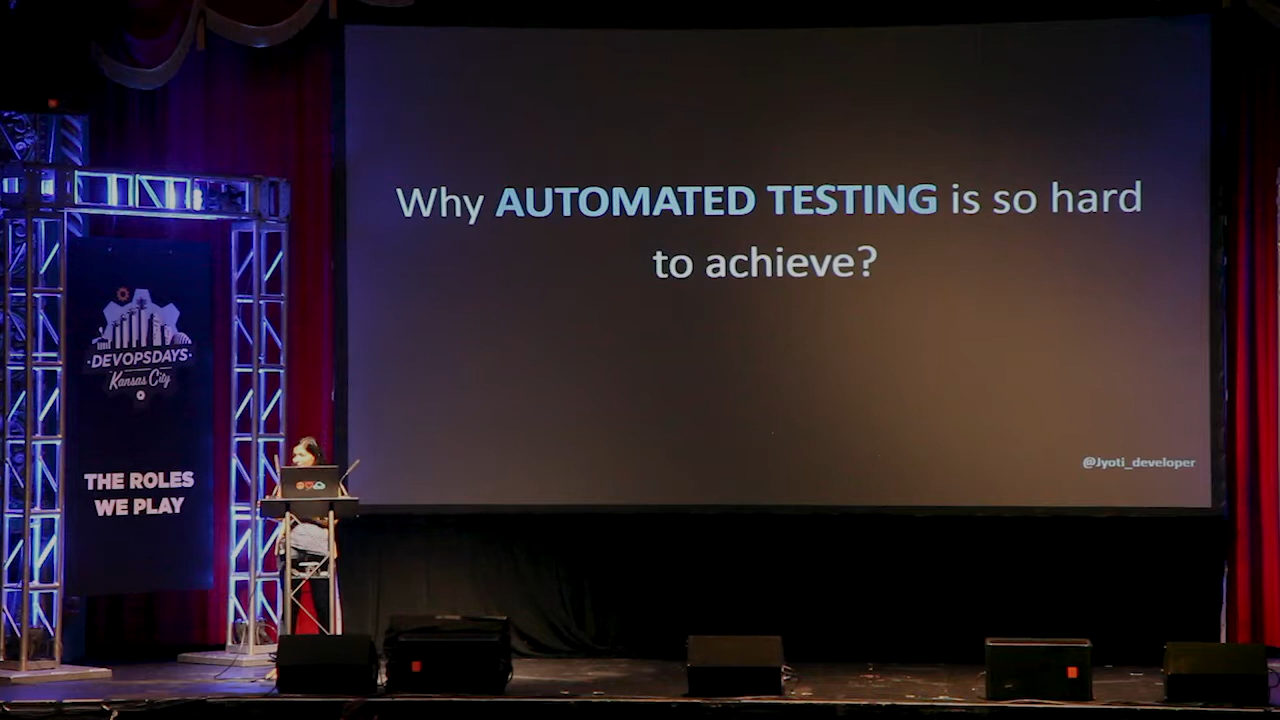 Why AUTOMATED TESTING is so hard
to achieve?
@Jyoti_developer
·DEVOPSDAYS·
Kansas City
THE ROLES
WE PLAY